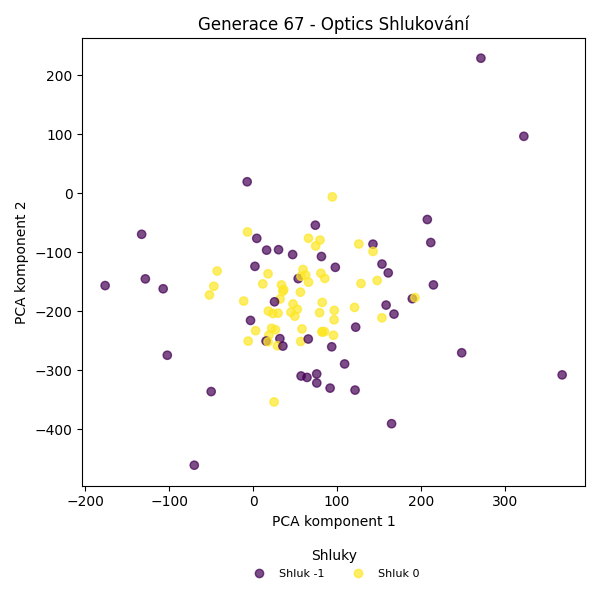 Generace 67 - Optics Shlukování
PCA komponent 2
200
100
0
−100
−200
−300
−400
−200
−100
0
100
200
300
PCA komponent 1
Shluky
Shluk -1
Shluk 0